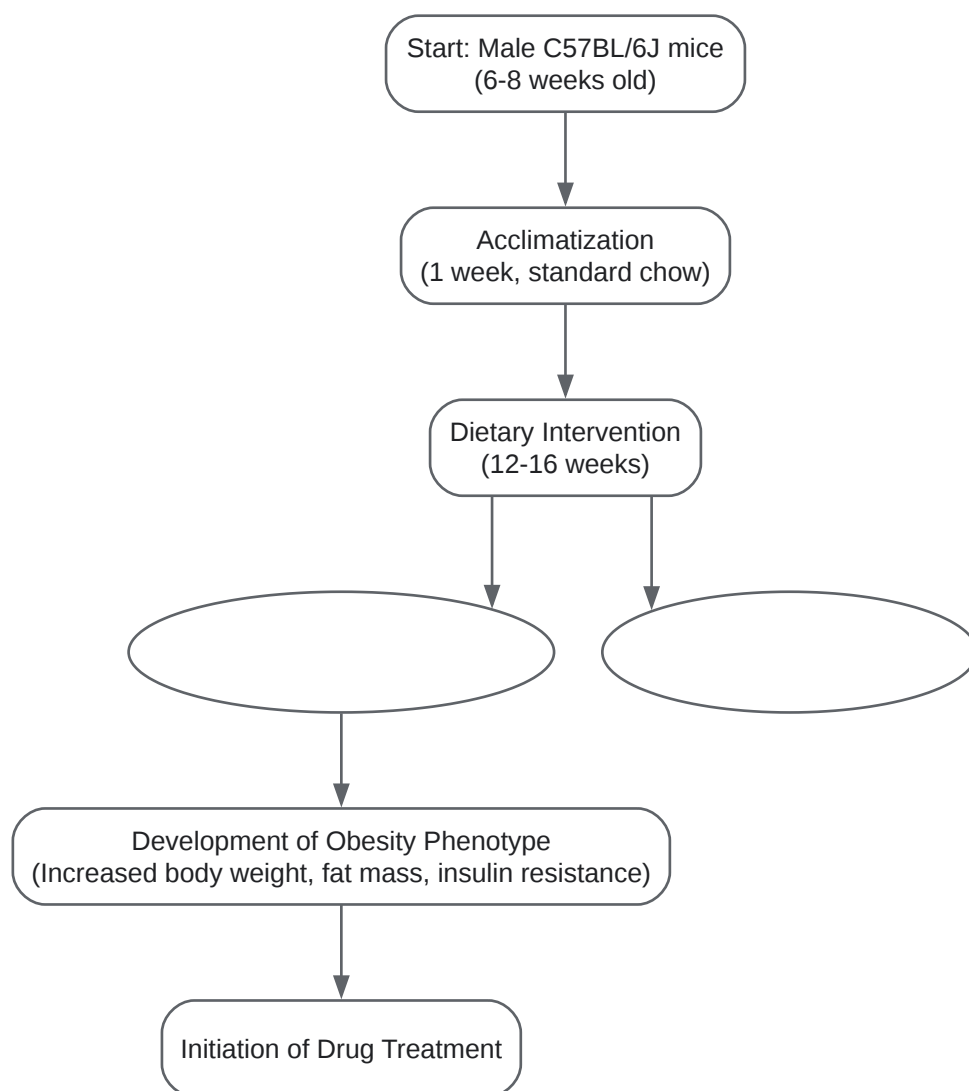 Start: Male C57BL/6J mice
(6-8 weeks old)
Acclimatization
(1 week, standard chow)
Dietary Intervention
(12-16 weeks)
Development of Obesity Phenotype
(Increased body weight, fat mass, insulin resistance)
Initiation of Drug Treatment